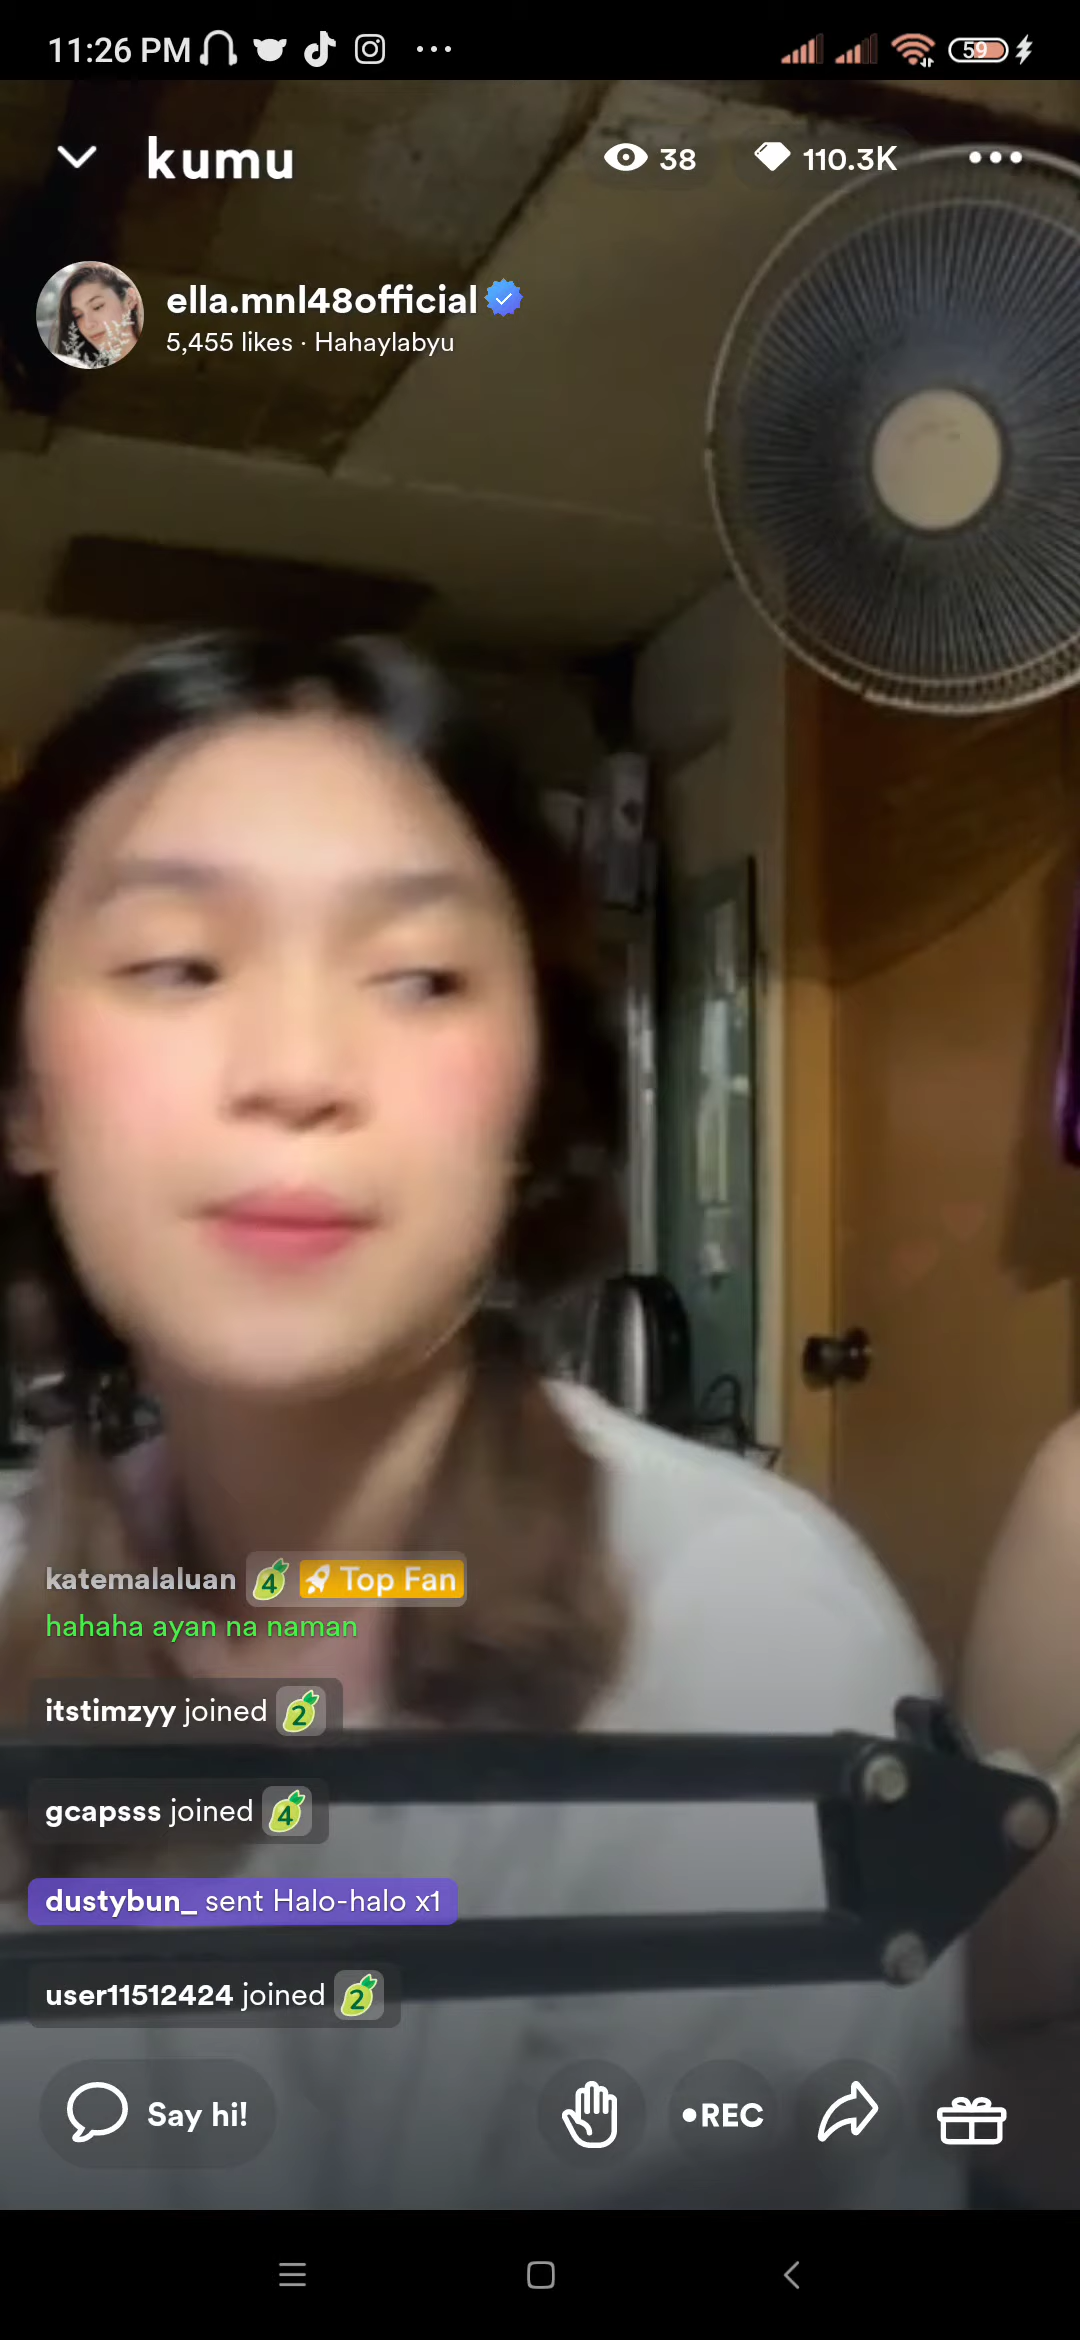 11:26 PM
59
kumu
38
110.3K
ella.mnl48official
5,455 likes · Hahaylabyu
katemalaluan 4 Top Fan
hahaha ayan na naman
itstimzyy joined 2
gcapsss joined 4
dustybun_ sent Halo-halo x1
user11512424 joined 2
Say hi!
•REC